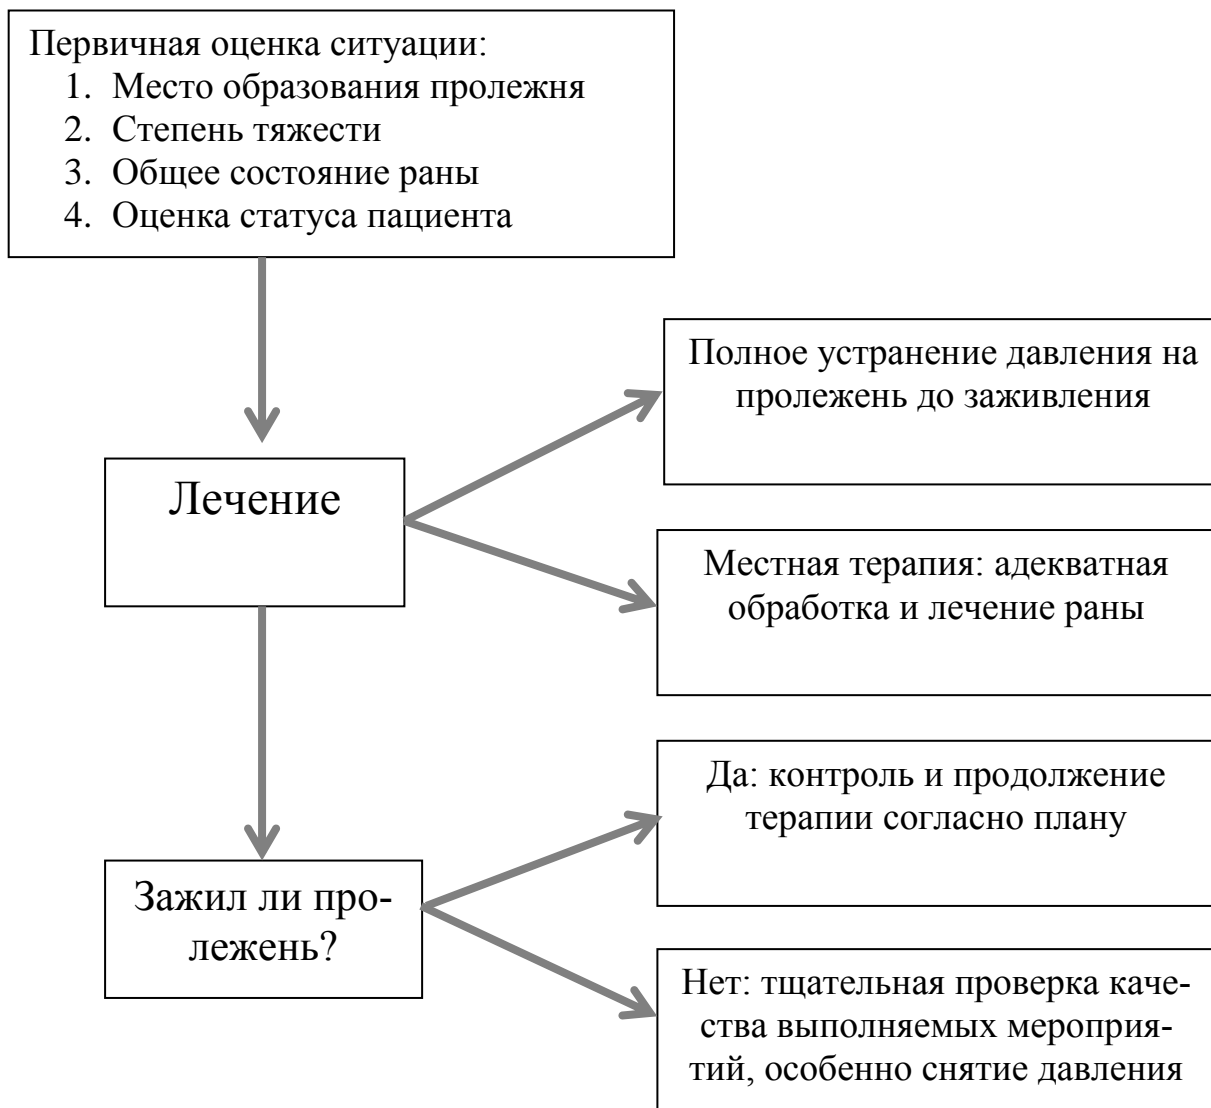 Первичная оценка ситуации:
1. Место образования пролежня
2. Степень тяжести
3. Общее состояние раны
4. Оценка статуса пациента
Полное устранение давления на
пролежень до заживления
Лечение
Местная терапия: адекватная
обработка и лечение раны
Да: контроль и продолжение
терапии согласно плану
Зажил ли про-
лежень?
Нет: тщательная проверка каче-
ства выполняемых мероприя-
тий, особенно снятие давления